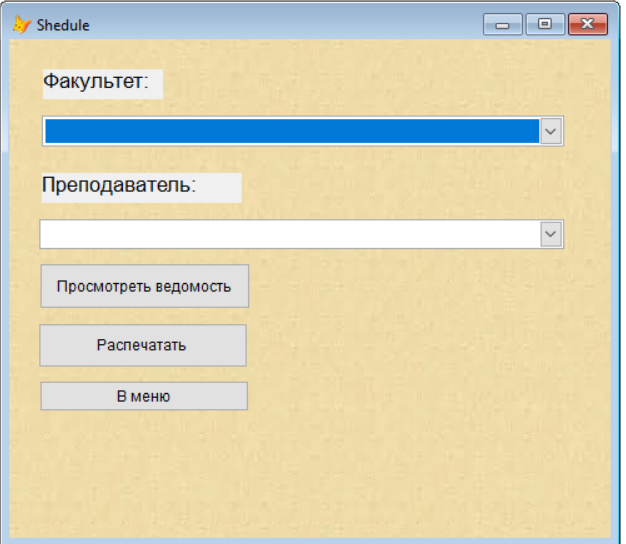 Shedule
Факультет:
Преподаватель:
Просмотреть ведомость
Распечатать
В меню